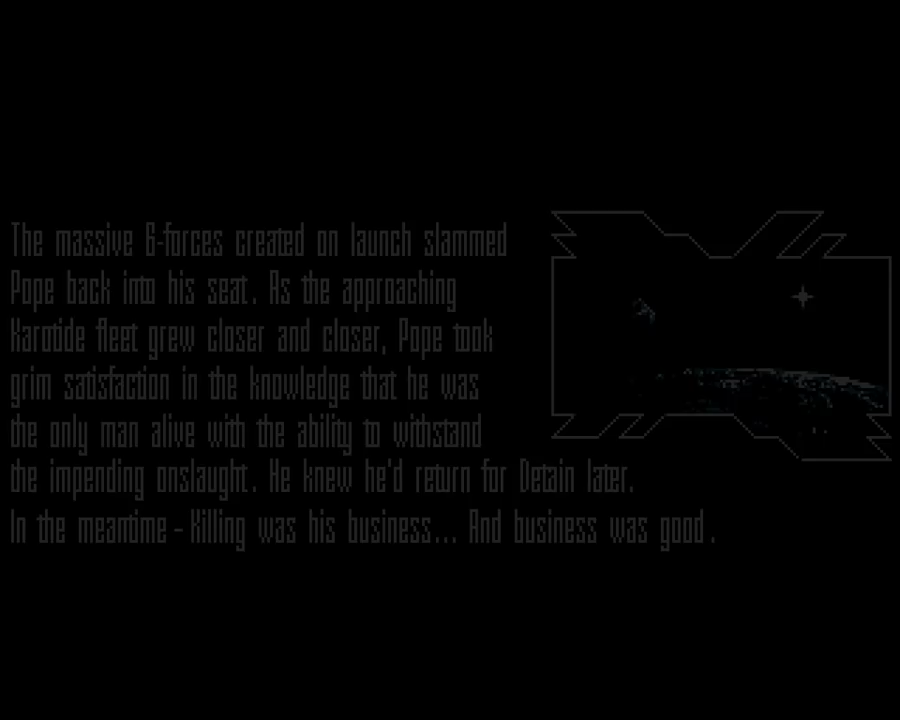 The massive G-forces created on launch slammed
Pope back into his seat. As the approaching
Karotide fleet grew closer and closer, Pope took
grim satisfaction in the knowledge that he was
the only man alive with the ability to withstand
the impending onslaught. He knew he'd return for Detain later.
In the meantime - Killing was his business... And business was good.